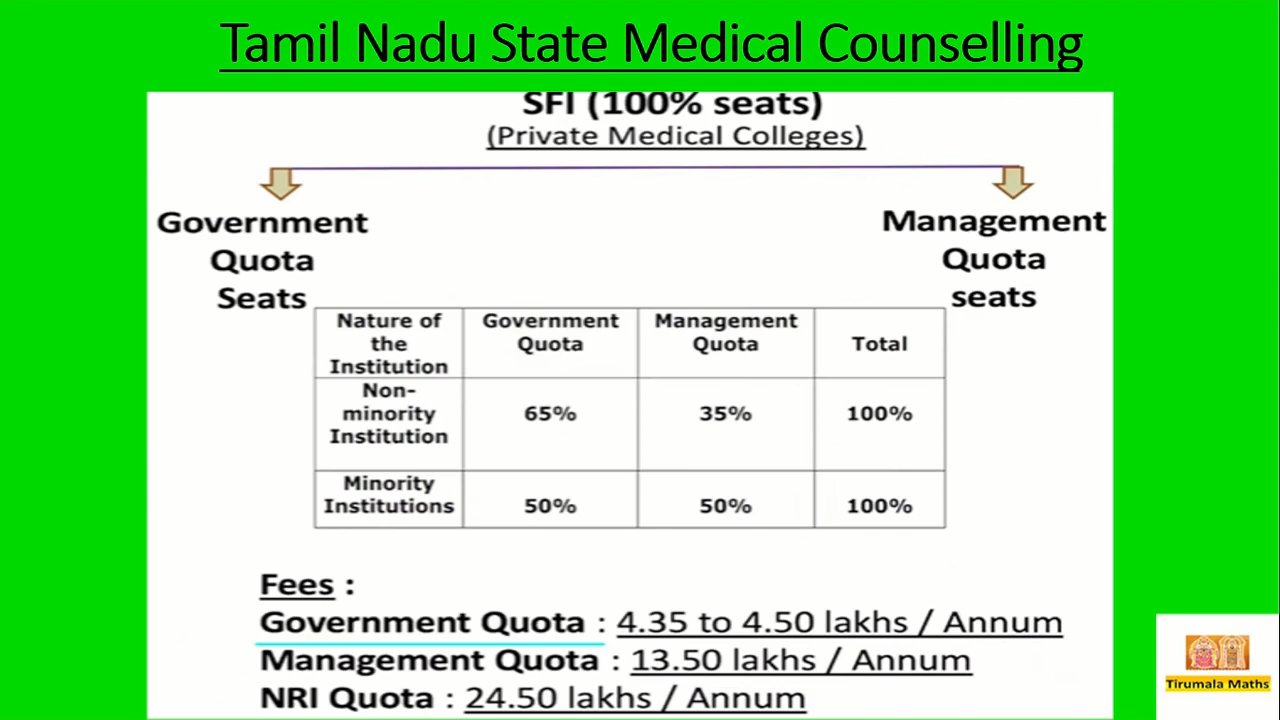 Tamil Nadu State Medical Counselling
SFI (100% seats)
(Private Medical Colleges)
Government
Quota
Seats
Management
Quota
seats
Nature of
the
Institution
Government
Quota
Management
Quota
Total
Non-
minority
Institution
65%
35%
100%
Minority
Institutions
50%
50%
100%
Fees :
Government Quota : 4.35 to 4.50 lakhs / Annum
Management Quota : 13.50 lakhs / Annum
NRI Quota : 24.50 lakhs / Annum
Tirumala Maths